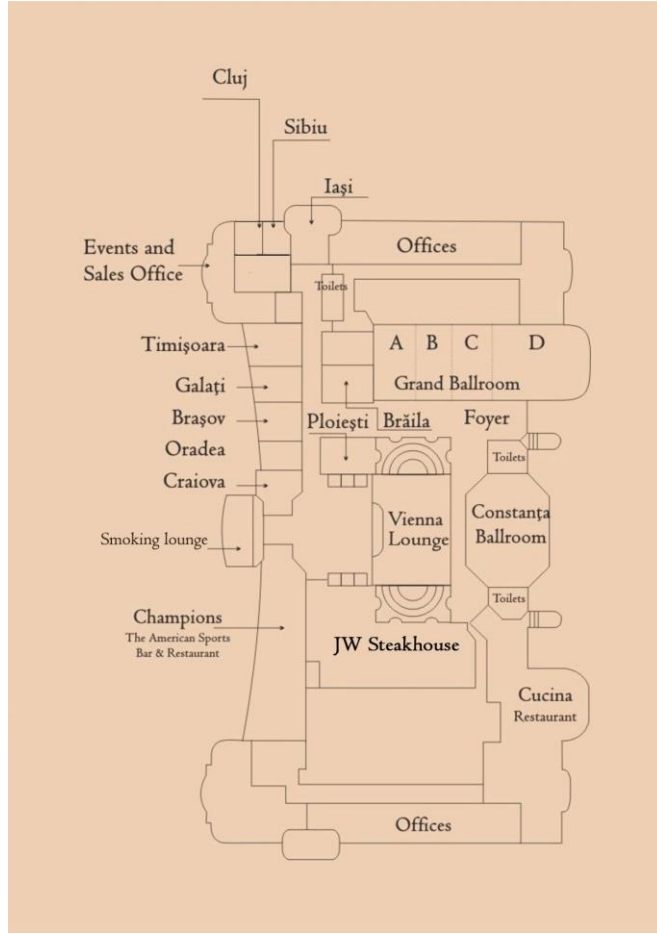 Cluj
Sibiu
Iaşi
Events and
Sales Office
Offices
Toilets
Timişoara
A B C D
Galaţi
Grand Ballroom
Braşov
Ploieşti
Brăila
Foyer
Oradea
Toilets
Craiova
Vienna
Lounge
Constanţa
Ballroom
Smoking lounge
Toilets
Champions
The American Sports
Bar & Restaurant
JW Steakhouse
Cucina
Restaurant
Offices